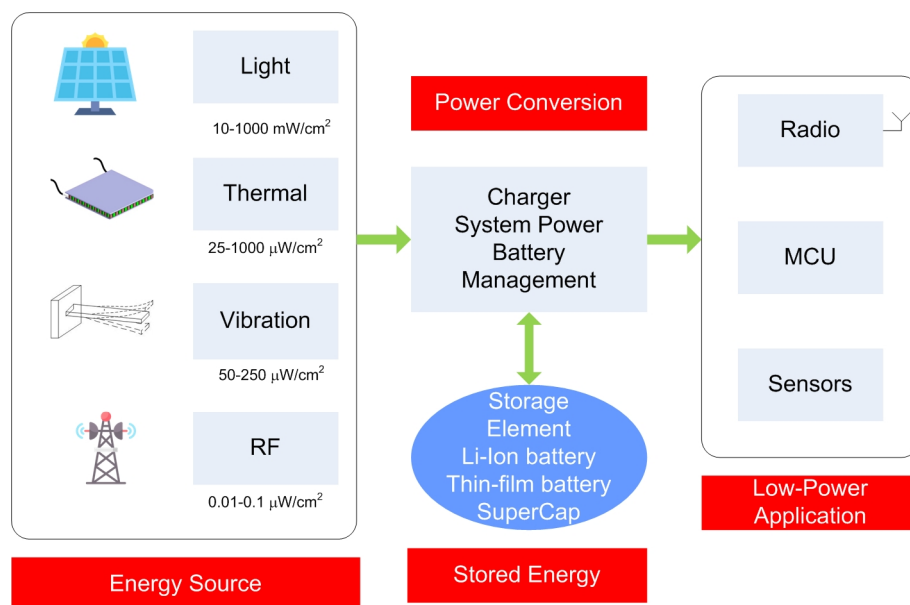 Light
10-1000 mW/cm²
Thermal
25-1000 μW/cm²
Vibration
50-250 μW/cm²
RF
0.01-0.1 μW/cm²
Energy Source
Power Conversion
Charger
System Power
Battery
Management
Storage
Element
Li-Ion battery
Thin-film battery
SuperCap
Stored Energy
Radio
MCU
Sensors
Low-Power
Application